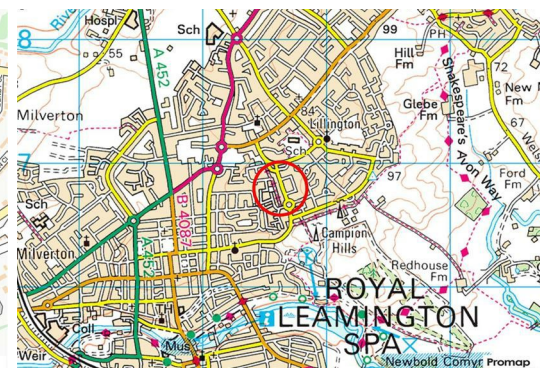 Hospl
Sch
A 452
8
55
99
PH
Hill
Fm
72
New
Fm
Milverton
Glebe
Fm
Shakespeare's Avon Way
84
Lillington
67
7
Sch
97
Ford
Fm
Sch
B 4087
Milverton
Campion
Hills
Redhouse
Fm
ROYAL
LEAMINGTON
SPA
Coll
TH
i
Mus
Weir
Newbold Comyn
Promap